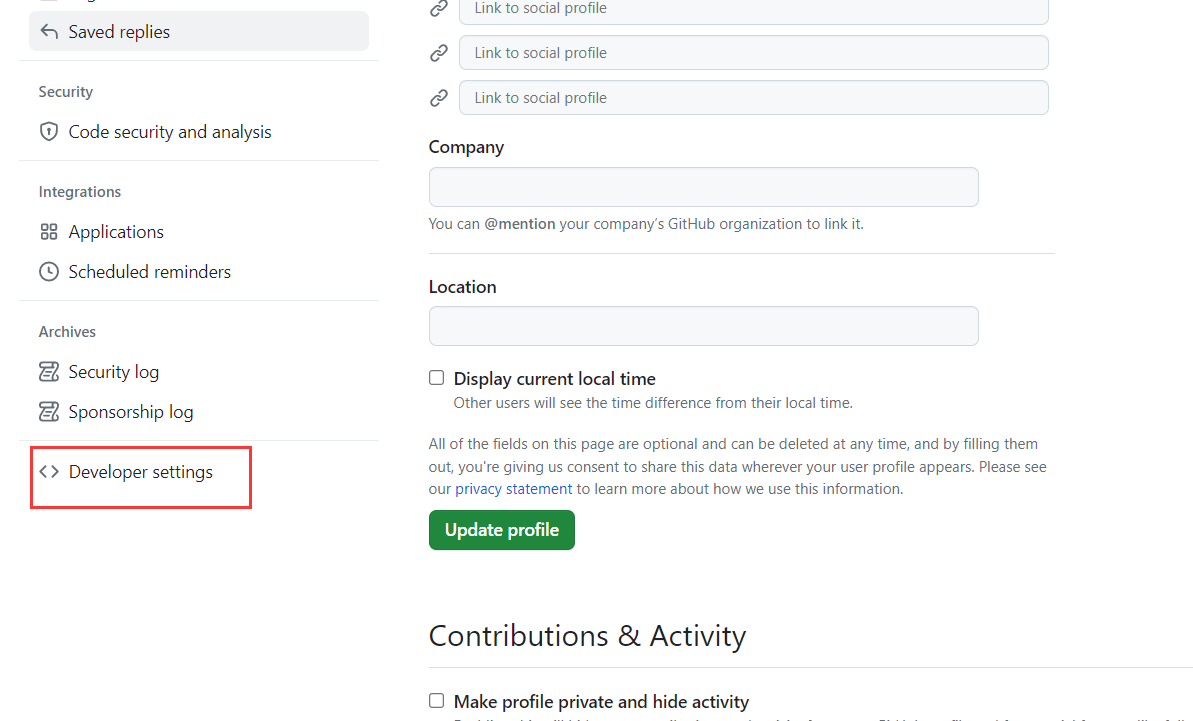 Saved replies
Security
Code security and analysis
Integrations
Applications
Scheduled reminders
Archives
Security log
Sponsorship log
Developer settings
Link to social profile
Link to social profile
Link to social profile
Company
You can @mention your company's GitHub organization to link it.
Location
Display current local time
Other users will see the time difference from their local time.
All of the fields on this page are optional and can be deleted at any time, and by filling them
out, you're giving us consent to share this data wherever your user profile appears. Please see
our privacy statement to learn more about how we use this information.
Update profile
Contributions & Activity
Make profile private and hide activity